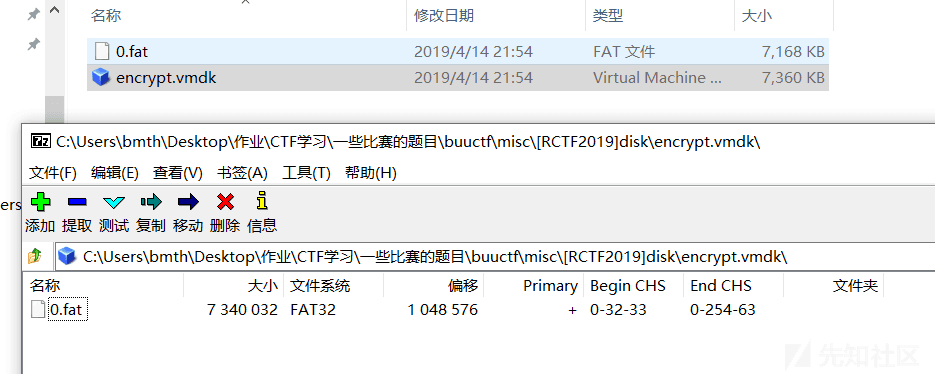 名称 修改日期 类型 大小
0.fat 2019/4/14 21:54 FAT 文件 7,168 KB
encrypt.vmdk 2019/4/14 21:54 Virtual Machine ... 7,360 KB
C:\Users\bmth\Desktop\作业\CTF学习\一些比赛的题目\buuctf\misc\[RCTF2019]disk\encrypt.vmdk\
文件(F) 编辑(E) 查看(V) 书签(A) 工具(T) 帮助(H)
ers
添加 提取 测试 复制 移动 删除 信息
C:\Users\bmth\Desktop\作业\CTF学习\一些比赛的题目\buuctf\misc\[RCTF2019]disk\encrypt.vmdk\
名称 大小 文件系统 偏移 Primary Begin CHS End CHS 文件夹
0.fat 7 340 032 FAT32 1 048 576 + 0-32-33 0-254-63
先知社区